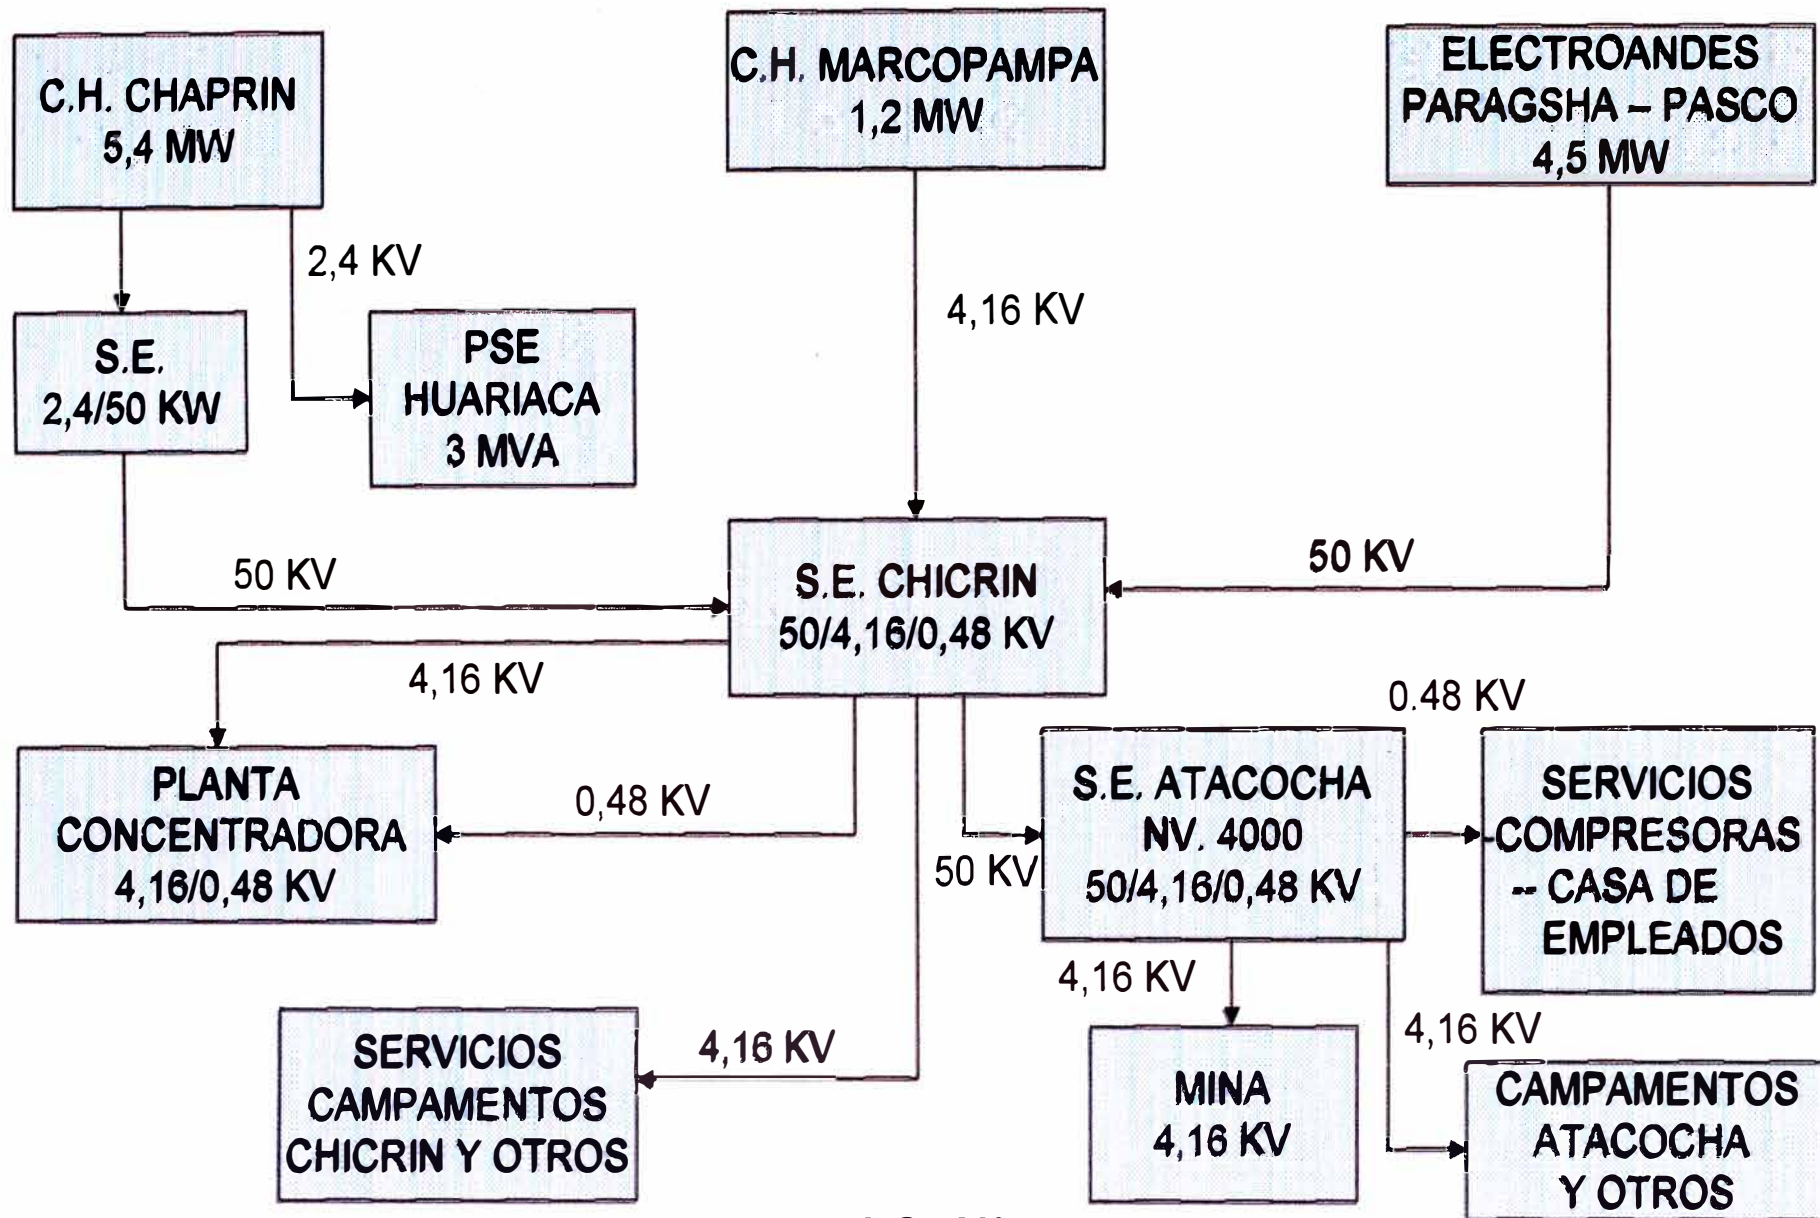 C.H. CHAPRIN
5,4 MW
C.H. MARCOPAMPA
1,2 MW
ELECTROANDES
PARAGSHA – PASCO
4,5 MW
2,4 KV
4,16 KV
S.E.
2,4/50 KW
PSE
HUARIACA
3 MVA
50 KV
S.E. CHICRIN
50/4,16/0,48 KV
50 KV
4,16 KV
0.48 KV
PLANTA
CONCENTRADORA
4,16/0,48 KV
0,48 KV
50 KV
S.E. ATACOCHA
NV. 4000
50/4,16/0,48 KV
SERVICIOS
-COMPRESORAS
-- CASA DE
EMPLEADOS
4,16 KV
4,16 KV
SERVICIOS
CAMPAMENTOS
CHICRIN Y OTROS
4,16 KV
MINA
4,16 KV
CAMPAMENTOS
ATACOCHA
Y OTROS